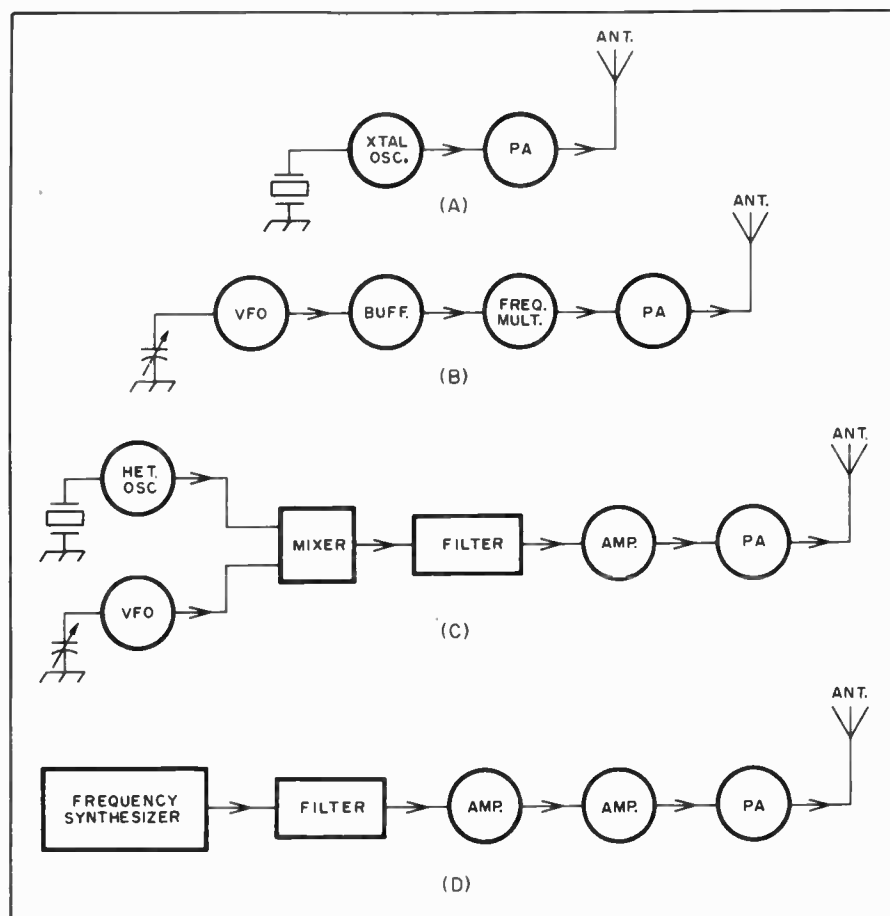 ANT.
XTAL
OSC.
PA
(A)
ANT.
VFO
BUFF.
FREQ.
MULT.
PA
(B)
ANT.
HET.
OSC
MIXER
FILTER
AMP.
PA
VFO
(C)
ANT.
FREQUENCY
SYNTHESIZER
FILTER
AMP.
AMP.
PA
(D)